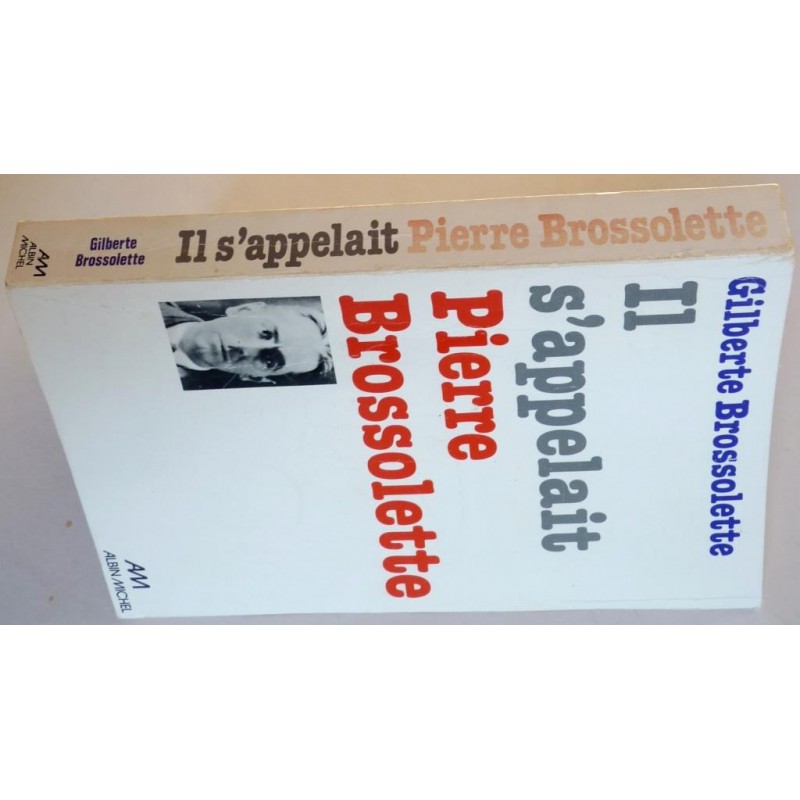 Gilberte
Brossolette
Il s'appelait Pierre Brossolette
AM
ALBIN
MICHEL
Gilberte Brossolette
Il
s'appelait
Pierre
Brossolette
AM
ALBIN MICHEL